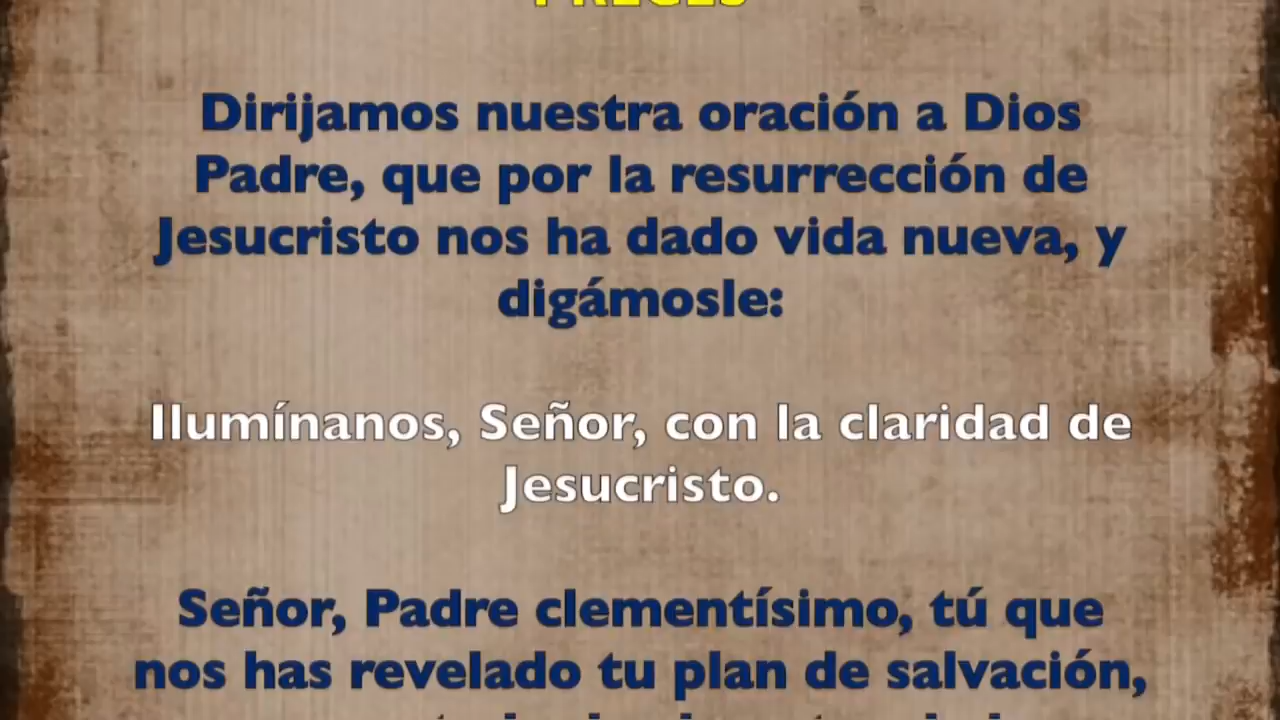 PRECES
Dirijamos nuestra oración a Dios
Padre, que por la resurrección de
Jesucristo nos ha dado vida nueva, y
digámosle:
Ilumínanos, Señor, con la claridad de
Jesucristo.
Señor, Padre clementísimo, tú que
nos has revelado tu plan de salvación,